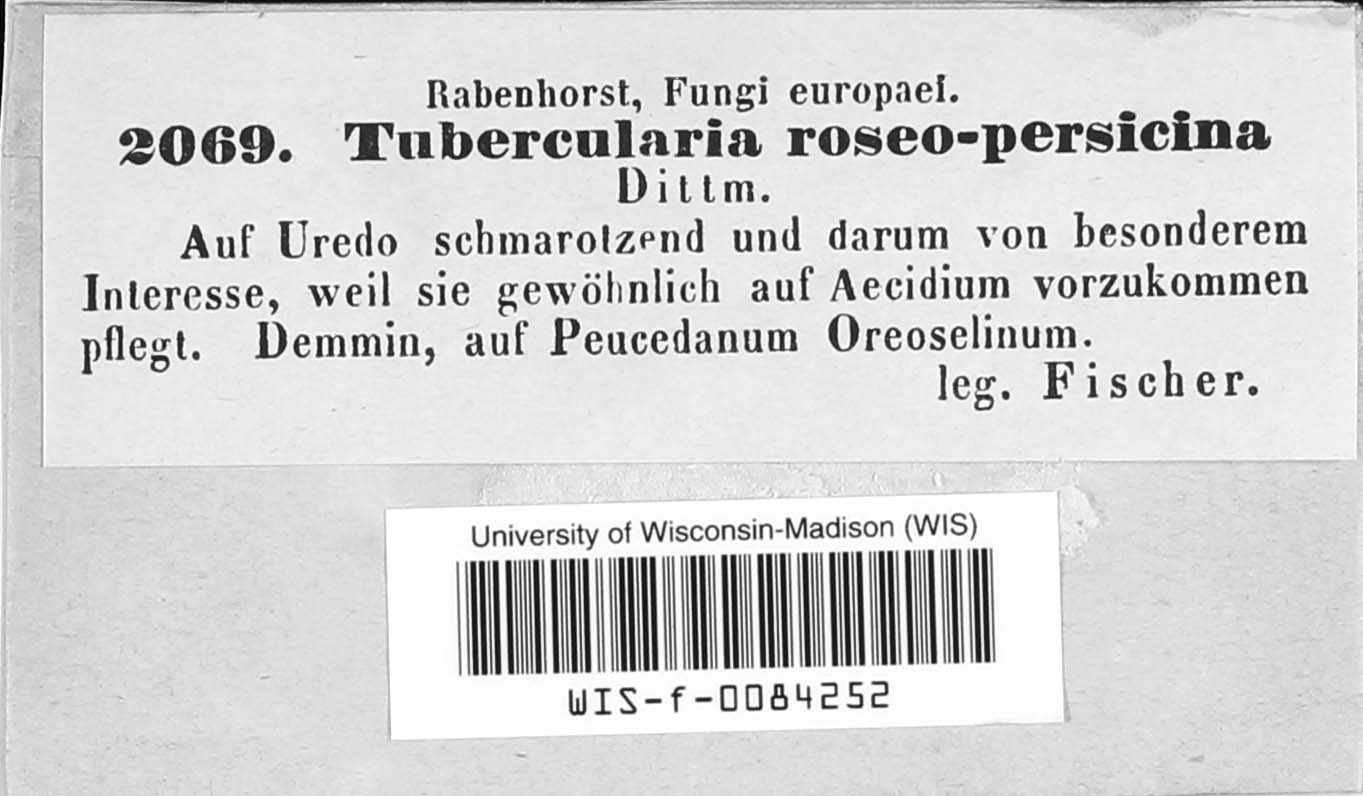 Rabenhorst, Fungi europaei.
2069. Tubercularia roseo-persicina
Dittm.
Auf Uredo schmarotzend und darum von besonderem
Interesse, weil sie gewöhnlich auf Aecidium vorzukommen
pflegt. Demmin, auf Peucedanum Oreoselinum.
leg. Fischer.
University of Wisconsin-Madison (WIS)
WIS-f-0084252